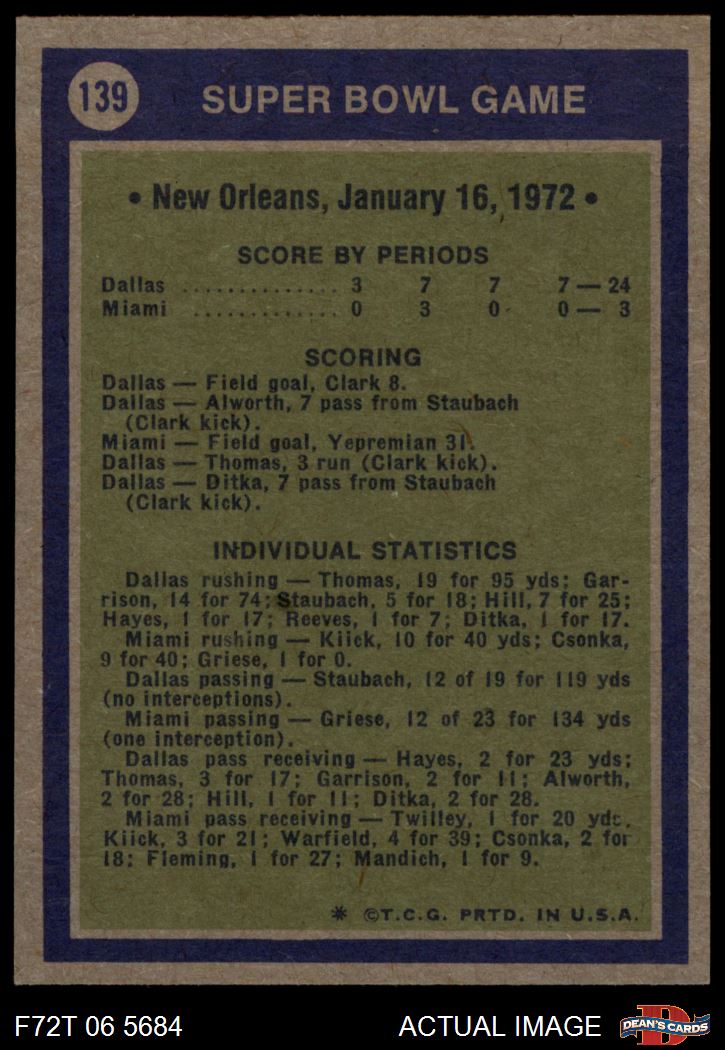 139
SUPER BOWL GAME
• New Orleans, January 16, 1972 •
SCORE BY PERIODS
Dallas .............. 3 7 7 7 — 24
Miami ............. 0 3 0 0 — 3
SCORING
Dallas — Field goal, Clark 8.
Dallas — Alworth, 7 pass from Staubach
(Clark kick).
Miami — Field goal, Yepremian 31.
Dallas — Thomas, 3 run (Clark kick).
Dallas — Ditka, 7 pass from Staubach
(Clark kick).
INDIVIDUAL STATISTICS
Dallas rushing — Thomas, 19 for 95 yds; Gar-
rison, 14 for 74; Staubach, 5 for 18; Hill, 7 for 25;
Hayes, 1 for 17; Reeves, 1 for 7; Ditka, 1 for 17.
Miami rushing — Kiick, 10 for 40 yds; Csonka,
9 for 40; Griese, 1 for 0.
Dallas passing — Staubach, 12 of 19 for 119 yds
(no interceptions).
Miami passing — Griese, 12 of 23 for 134 yds
(one interception).
Dallas pass receiving — Hayes, 2 for 23 yds;
Thomas, 3 for 17; Garrison, 2 for 11; Alworth,
2 for 28; Hill, 1 for 11; Ditka, 2 for 28.
Miami pass receiving — Twilley, 1 for 20 yds,
Kiick, 3 for 21; Warfield, 4 for 39; Csonka, 2 for
18; Fleming, 1 for 27; Mandich, 1 for 9.
* ©T.C.G. PRTD. IN U.S.A.
F72T 06 5684
ACTUAL IMAGE
D
DEAN'S CARDS